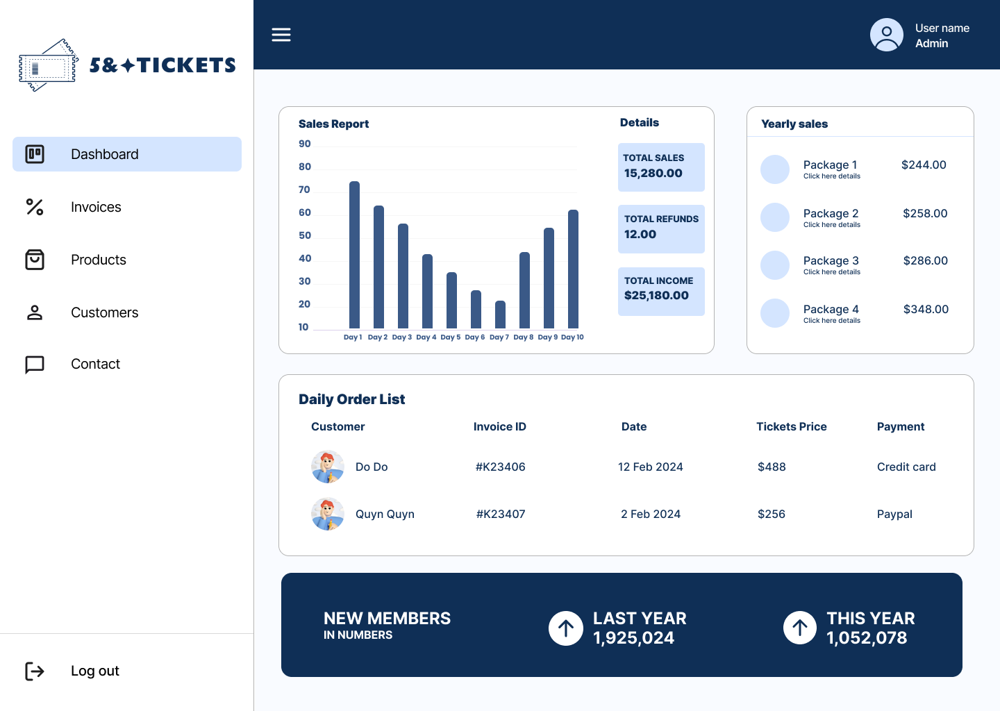 5&✦TICKETS
Dashboard
Invoices
Products
Customers
Contact
Log out
User name
Admin
Sales Report
90
80
70
60
50
40
30
20
10
Day 1 Day 2 Day 3 Day 4 Day 5 Day 6 Day 7 Day 8 Day 9 Day 10
Details
TOTAL SALES
15,280.00
TOTAL REFUNDS
12.00
TOTAL INCOME
$25,180.00
Yearly sales
Package 1 $244.00
Click here details
Package 2 $258.00
Click here details
Package 3 $286.00
Click here details
Package 4 $348.00
Click here details
Daily Order List
Customer Invoice ID Date Tickets Price Payment
Do Do #K23406 12 Feb 2024 $488 Credit card
Quyn Quyn #K23407 2 Feb 2024 $256 Paypal
NEW MEMBERS
IN NUMBERS
LAST YEAR
1,925,024
THIS YEAR
1,052,078